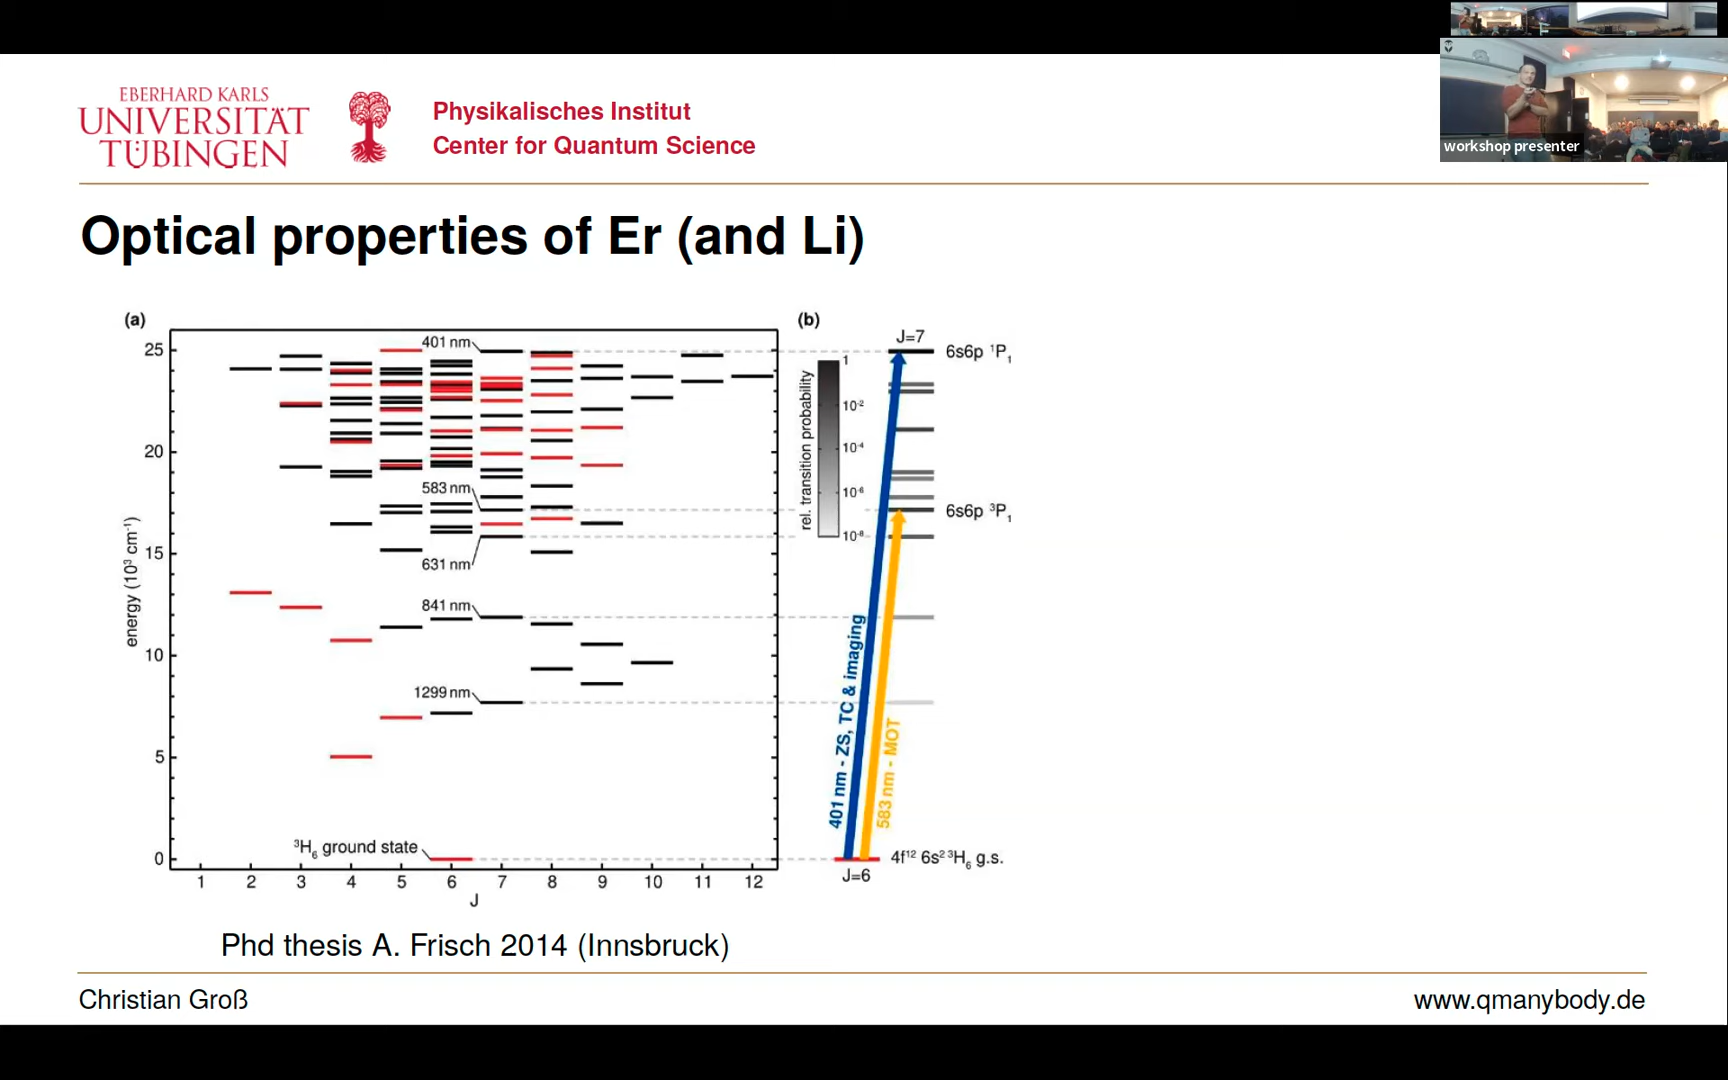 workshop presenter
EBERHARD KARLS
UNIVERSITÄT
TÜBINGEN
Physikalisches Institut
Center for Quantum Science
Optical properties of Er (and Li)
(a)
25
20
15
10
5
0
energy (10³ cm⁻¹)
401 nm
583 nm
631 nm
841 nm
1299 nm
³H₆ ground state
1 2 3 4 5 6 7 8 9 10 11 12
J
(b)
J=7
6s6p ¹P₁
rel. transition probability
1
10⁻²
10⁻⁴
10⁻⁶
10⁻⁸
6s6p ³P₁
401 nm - ZS, TC & imaging
583 nm - MOT
4f¹² 6s² ³H₆ g.s.
J=6
Phd thesis A. Frisch 2014 (Innsbruck)
Christian Groß
www.qmanybody.de